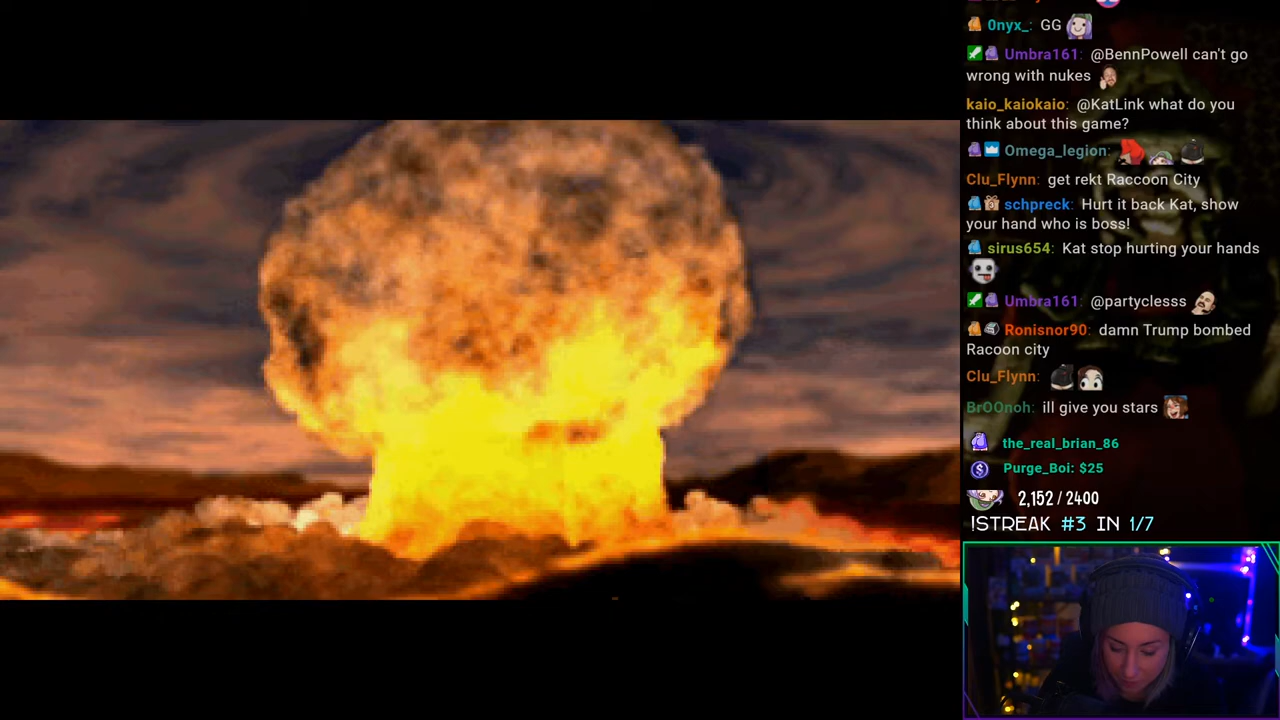 0nyx_: GG
Umbra161: @BennPowell can't go
wrong with nukes
kaio_kaiokaio: @KatLink what do you
think about this game?
Omega_legion:
Clu_Flynn: get rekt Raccoon City
schpreck: Hurt it back Kat, show
your hand who is boss!
sirus654: Kat stop hurting your hands
Umbra161: @partyclesss
Ronisnor90: damn Trump bombed
Racoon city
Clu_Flynn:
BrOOnoh: ill give you stars
the_real_brian_86
Purge_Boi: $25
2,152 / 2400
!STREAK #3 IN 1/7